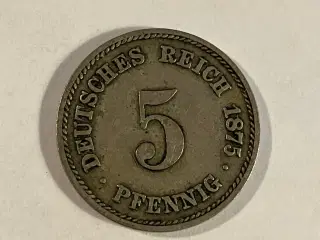 DEUTSCHES REICH 1875
5
· PFENNIG ·